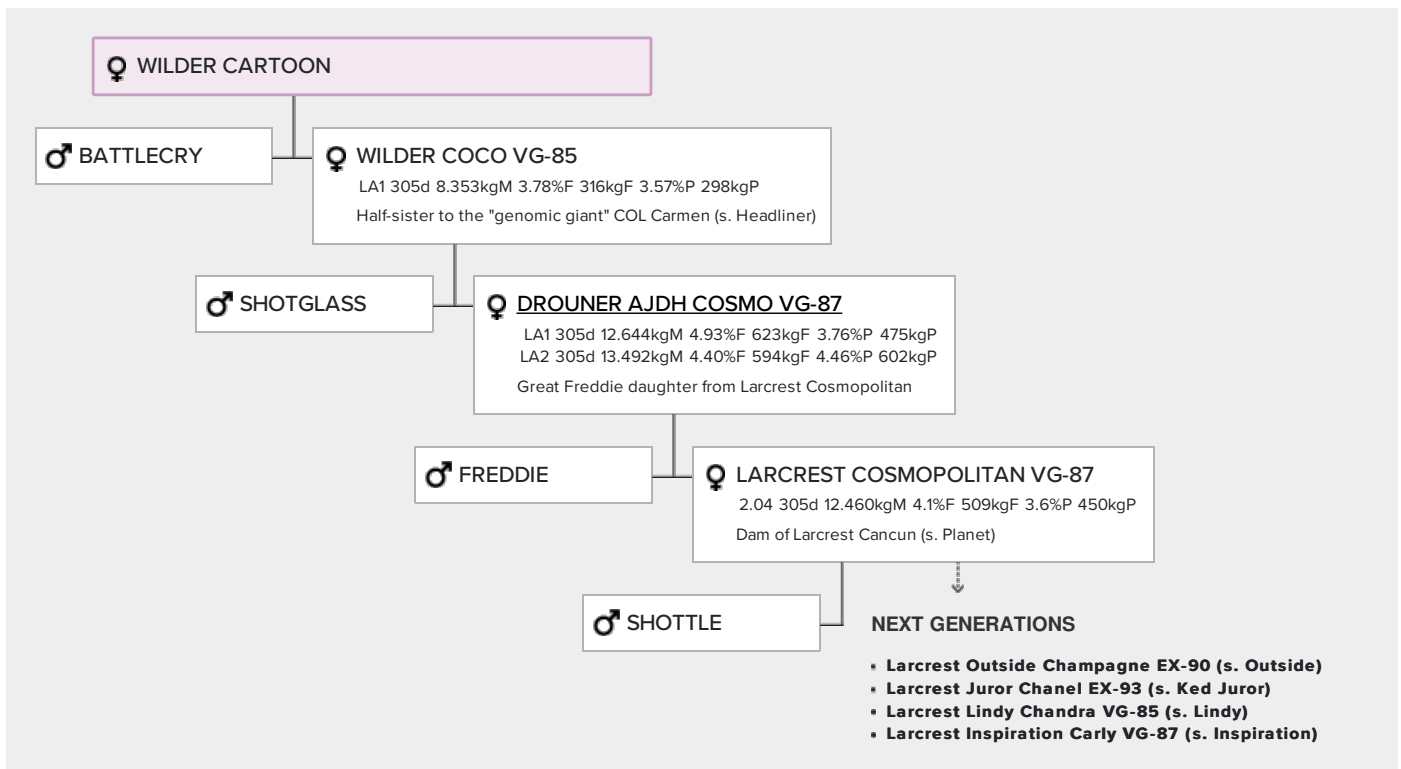 WILDER CARTOON
BATTLECRY
WILDER COCO VG-85
LA1 305d 8.353kgM 3.78%F 316kgF 3.57%P 298kgP
Half-sister to the "genomic giant" COL Carmen (s. Headliner)
SHOTGLASS
DROUNER AJDH COSMO VG-87
LA1 305d 12.644kgM 4.93%F 623kgF 3.76%P 475kgP
LA2 305d 13.492kgM 4.40%F 594kgF 4.46%P 602kgP
Great Freddie daughter from Larcrest Cosmopolitan
FREDDIE
LARCREST COSMOPOLITAN VG-87
2.04 305d 12.460kgM 4.1%F 509kgF 3.6%P 450kgP
Dam of Larcrest Cancun (s. Planet)
SHOTTLE
NEXT GENERATIONS
Larcrest Outside Champagne EX-90 (s. Outside)
Larcrest Juror Chanel EX-93 (s. Ked Juror)
Larcrest Lindy Chandra VG-85 (s. Lindy)
Larcrest Inspiration Carly VG-87 (s. Inspiration)